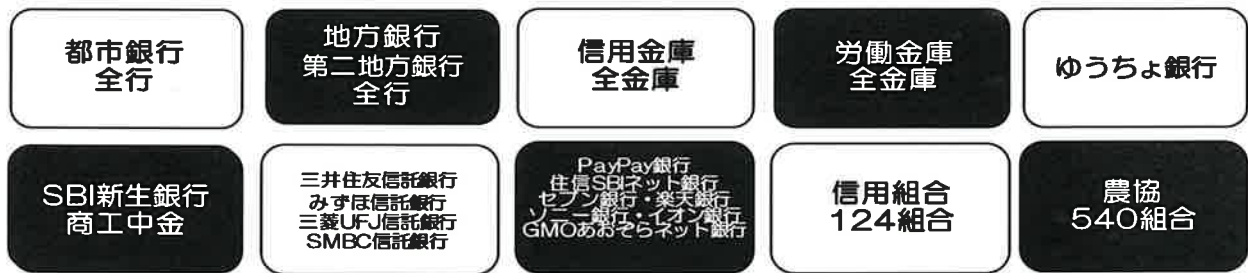 都市銀行
全行
地方銀行
第二地方銀行
全行
信用金庫
全金庫
労働金庫
全金庫
ゆうちょ銀行
SBI新生銀行
商工中金
三井住友信託銀行
みずほ信託銀行
三菱UFJ信託銀行
SMBC信託銀行
PayPay銀行
住信SBIネット銀行
セブン銀行・楽天銀行
ソニー銀行・イオン銀行
GMOあおぞらネット銀行
信用組合
124組合
農協
540組合